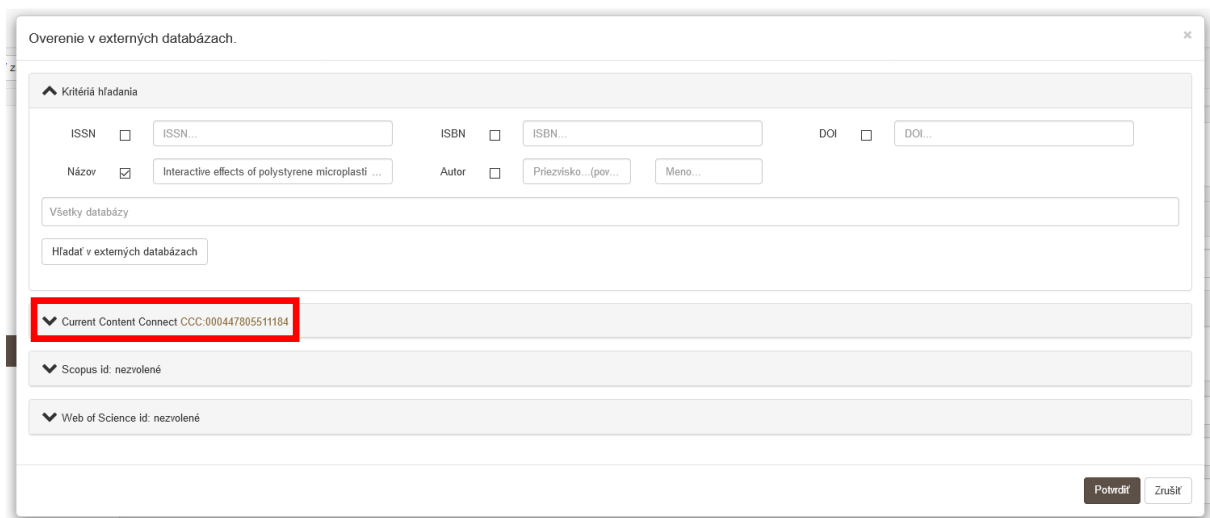 Overenie v externých databázach. ×
z
Kritériá hľadania
ISSN ISSN... ISBN ISBN... DOI DOI...
Názov Interactive effects of polystyrene microplasti ... Autor Priezvisko...(pov... Meno...
Všetky databázy
Hľadať v externých databázach
Current Content Connect CCC:000447805511184
Scopus id: nezvolené
Web of Science id: nezvolené
Potvrdiť Zrušiť